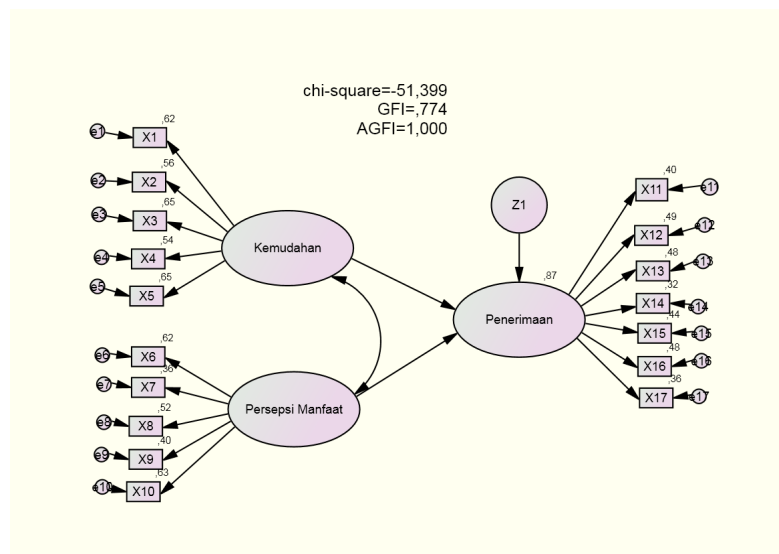 chi-square=-51,399
GFI=,774
AGFI=1,000
,62
e1
X1
,56
e2
X2
,65
e3
X3
,54
e4
X4
,65
e5
X5
Kemudahan
,62
e6
X6
,36
e7
X7
,52
e8
X8
,40
e9
X9
,63
e10
X10
Persepsi Manfaat
Z1
,87
Penerimaan
,40
X11
e11
,49
X12
e12
,48
X13
e13
,32
X14
e14
,44
X15
e15
,48
X16
e16
,36
X17
e17